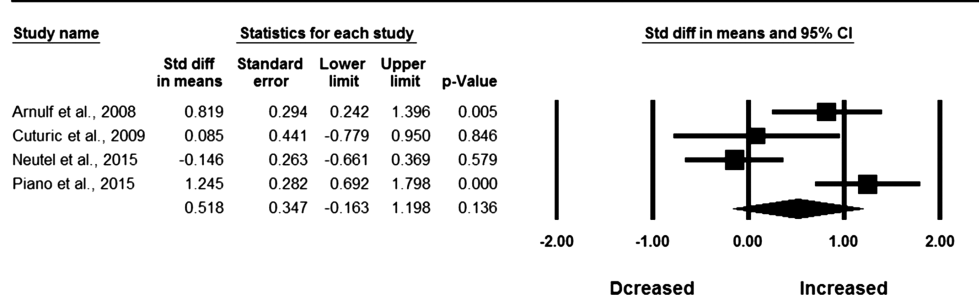 Study name Statistics for each study Std diff in means and 95% CI
Std diff Standard Lower Upper
in means error limit limit p-Value
Arnulf et al., 2008 0.819 0.294 0.242 1.396 0.005
Cuturic et al., 2009 0.085 0.441 -0.779 0.950 0.846
Neutel et al., 2015 -0.146 0.263 -0.661 0.369 0.579
Piano et al., 2015 1.245 0.282 0.692 1.798 0.000
0.518 0.347 -0.163 1.198 0.136
-2.00 -1.00 0.00 1.00 2.00
Dcreased Increased